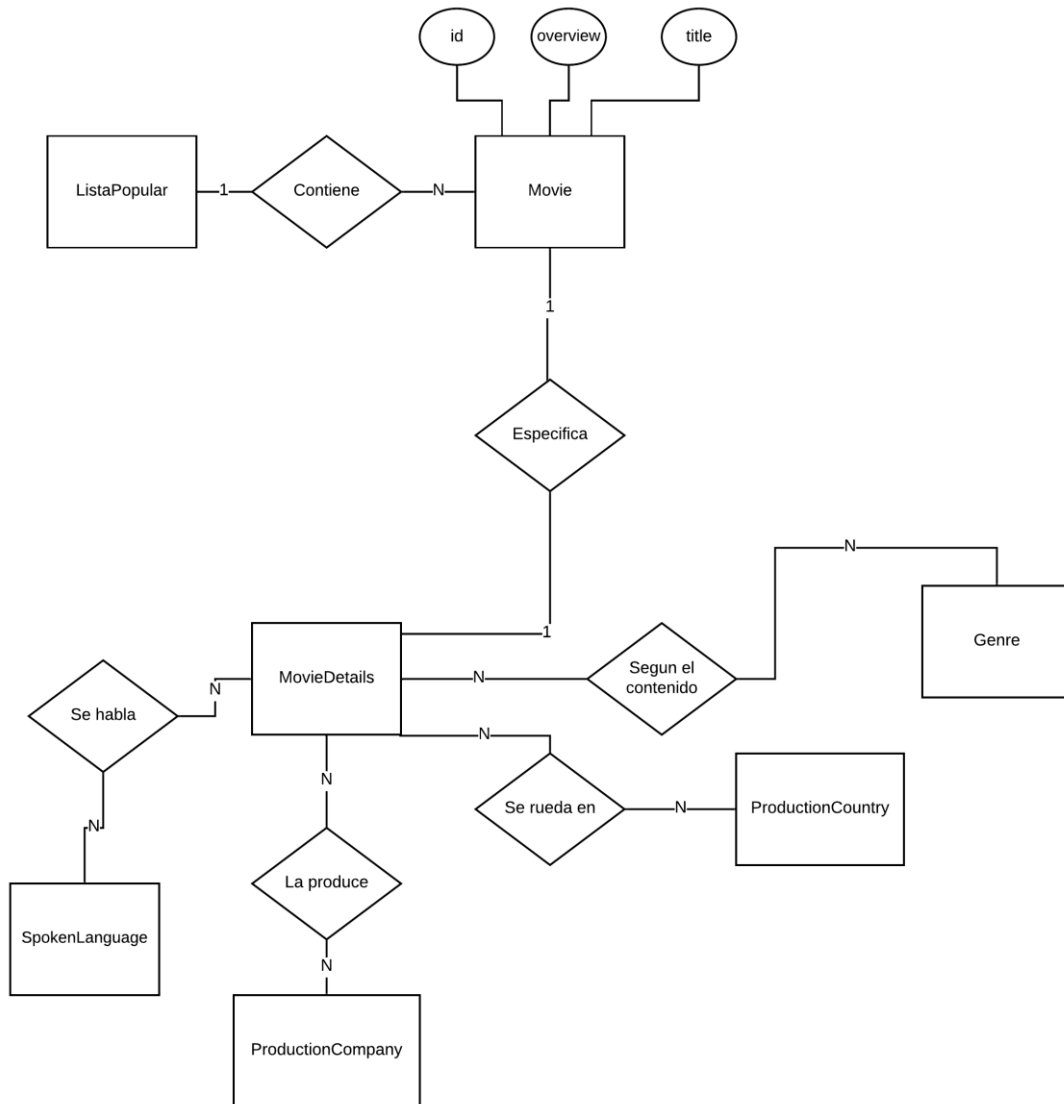 id
overview
title
ListaPopular
1
Contiene
N
Movie
1
Especifica
1
N
Genre
MovieDetails
N
Segun el
contenido
Se habla
N
N
Se rueda en
N
ProductionCountry
N
N
La produce
SpokenLanguage
N
ProductionCompany